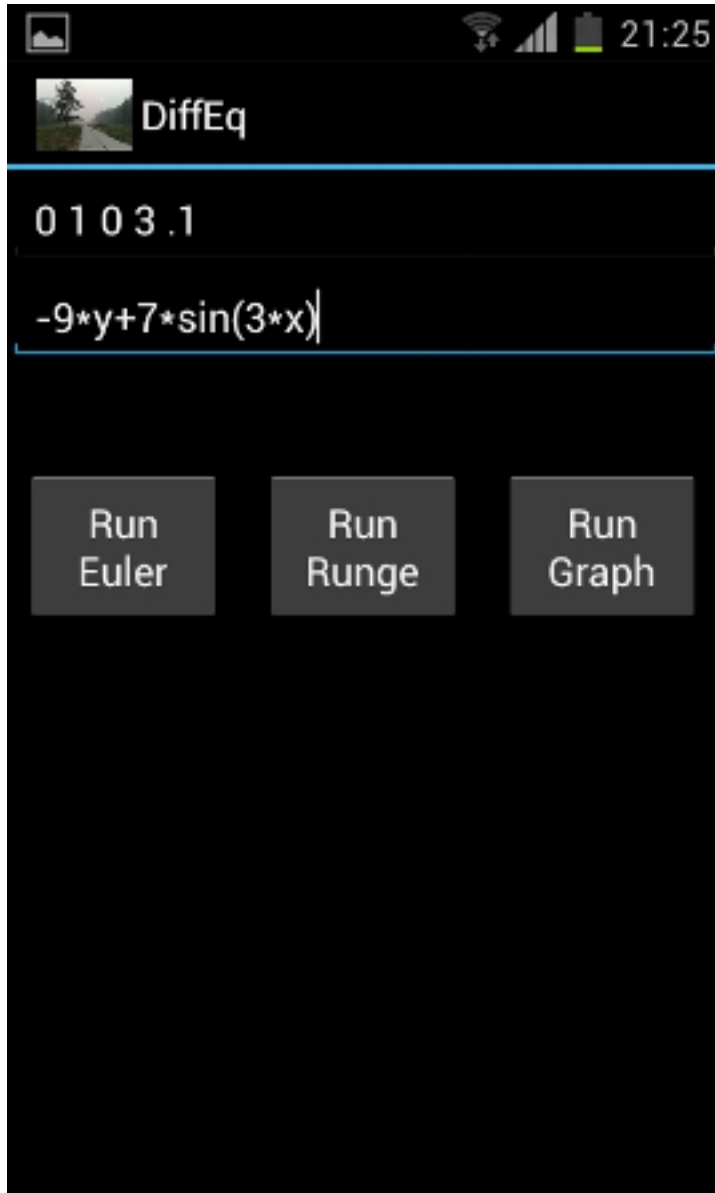 21:25
DiffEq
0 1 0 3 .1
-9*y+7*sin(3*x)
Run
Euler
Run
Runge
Run
Graph